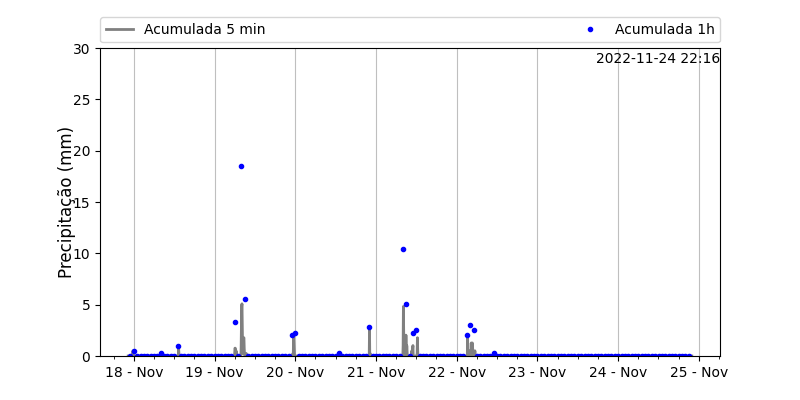 Acumulada 5 min
Acumulada 1h
2022-11-24 22:16
Precipitação (mm)
30
25
20
15
10
5
0
18 - Nov
19 - Nov
20 - Nov
21 - Nov
22 - Nov
23 - Nov
24 - Nov
25 - Nov